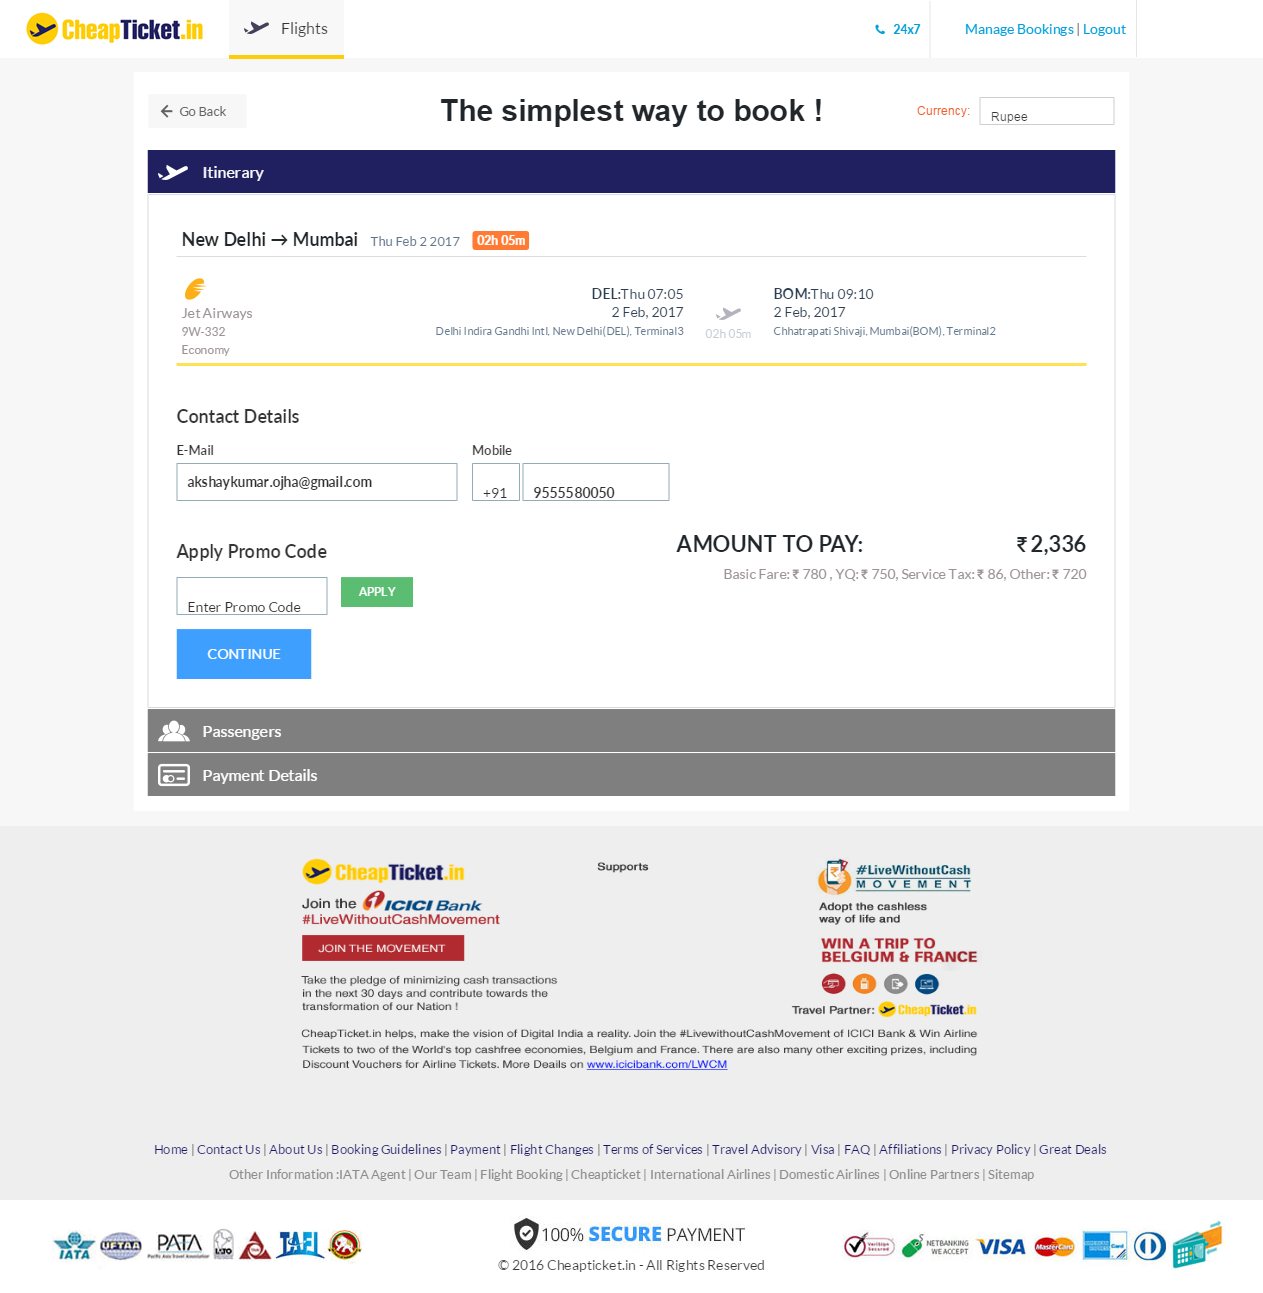 CheapTicket.in
Flights
24x7
Manage Bookings | Logout
Go Back
The simplest way to book !
Currency:
Rupee
Itinerary
New Delhi → Mumbai Thu Feb 2 2017 02h 05m
Jet Airways
9W-332
Economy
DEL:Thu 07:05
2 Feb, 2017
Delhi Indira Gandhi Intl, New Delhi(DEL), Terminal3
02h 05m
BOM:Thu 09:10
2 Feb, 2017
Chhatrapati Shivaji, Mumbai(BOM), Terminal2
Contact Details
E-Mail
akshaykumar.ojha@gmail.com
Mobile
+91 9555580050
Apply Promo Code
Enter Promo Code
APPLY
AMOUNT TO PAY: ₹ 2,336
Basic Fare: ₹ 780 , YQ: ₹ 750, Service Tax: ₹ 86, Other: ₹ 720
CONTINUE
Passengers
Payment Details
CheapTicket.in
Join the ICICI Bank
#LiveWithoutCashMovement
JOIN THE MOVEMENT
Take the pledge of minimizing cash transactions
in the next 30 days and contribute towards the
transformation of our Nation !
Supports
#LiveWithoutCash
MOVEMENT
Adopt the cashless
way of life and
WIN A TRIP TO
BELGIUM & FRANCE
Travel Partner: CheapTicket.in
CheapTicket.in helps, make the vision of Digital India a reality. Join the #LivewithoutCashMovement of ICICI Bank & Win Airline
Tickets to two of the World's top cashfree economies, Belgium and France. There are also many other exciting prizes, including
Discount Vouchers for Airline Tickets. More Deails on www.icicibank.com/LWCM
Home | Contact Us | About Us | Booking Guidelines | Payment | Flight Changes | Terms of Services | Travel Advisory | Visa | FAQ | Affiliations | Privacy Policy | Great Deals
Other Information :IATA Agent | Our Team | Flight Booking | Cheapticket | International Airlines | Domestic Airlines | Online Partners | Sitemap
IATA
UFTAA
PATA
Pacific Asia Travel Association
TAFI
100% SECURE PAYMENT
© 2016 Cheapticket.in - All Rights Reserved
VeriSign
Secured
NETBANKING
WE ACCEPT
VISA
MasterCard